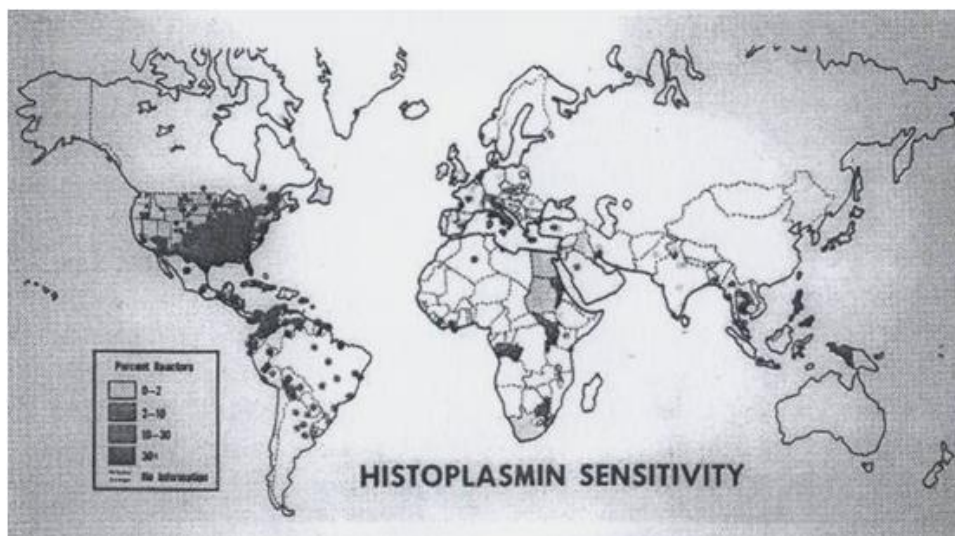 Percent Reactors
0-2
2-10
10-30
30+
No Information
HISTOPLASMIN SENSITIVITY